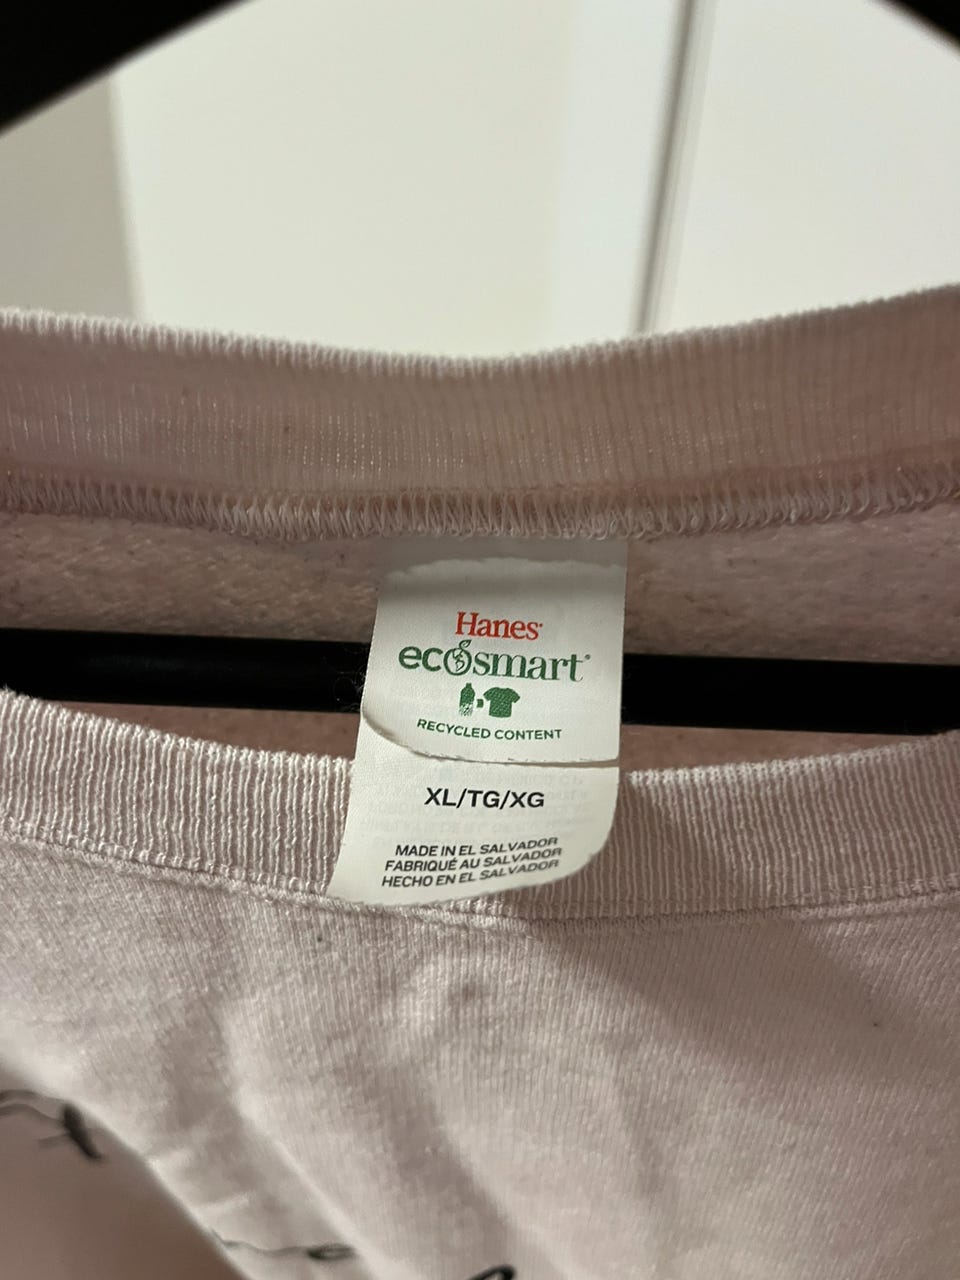 Hanes
ecosmart®
RECYCLED CONTENT
XL/TG/XG
MADE IN EL SALVADOR
FABRIQUÉ AU SALVADOR
HECHO EN EL SALVADOR